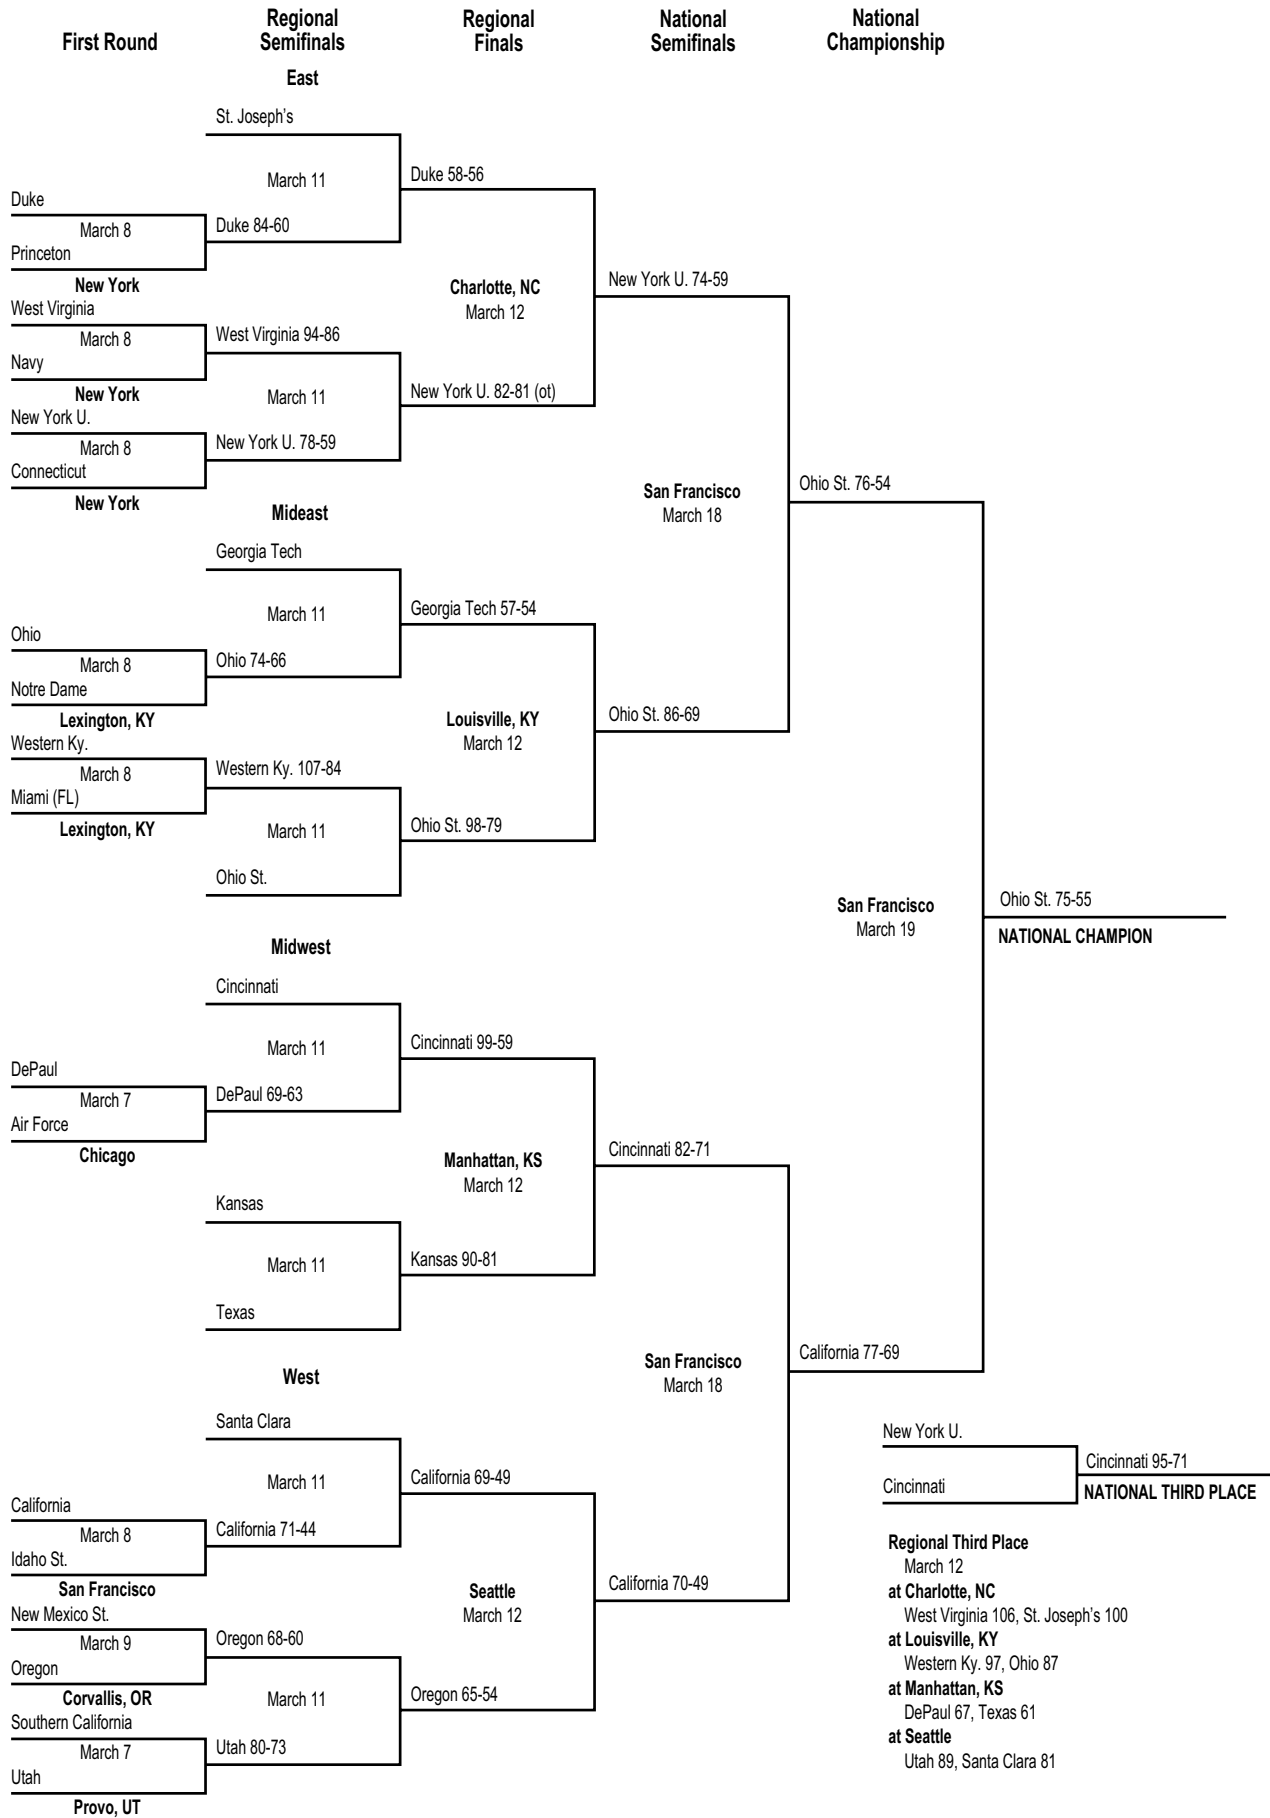 First Round
Regional
Semifinals
Regional
Finals
National
Semifinals
National
Championship
East
St. Joseph's
March 11
Duke 58-56
Duke
March 8
Duke 84-60
Princeton
New York
Charlotte, NC
March 12
New York U. 74-59
West Virginia
March 8
West Virginia 94-86
Navy
New York
March 11
New York U. 82-81 (ot)
New York U.
March 8
New York U. 78-59
Connecticut
New York
San Francisco
March 18
Ohio St. 76-54
Mideast
Georgia Tech
March 11
Georgia Tech 57-54
Ohio
March 8
Ohio 74-66
Notre Dame
Lexington, KY
Louisville, KY
March 12
Ohio St. 86-69
Western Ky.
March 8
Western Ky. 107-84
Miami (FL)
Lexington, KY
March 11
Ohio St. 98-79
Ohio St.
San Francisco
March 19
Ohio St. 75-55
NATIONAL CHAMPION
Midwest
Cincinnati
March 11
Cincinnati 99-59
DePaul
March 7
DePaul 69-63
Air Force
Chicago
Manhattan, KS
March 12
Cincinnati 82-71
Kansas
March 11
Kansas 90-81
Texas
San Francisco
March 18
California 77-69
West
Santa Clara
March 11
California 69-49
California
March 8
California 71-44
Idaho St.
San Francisco
Seattle
March 12
California 70-49
New Mexico St.
March 9
Oregon 68-60
Oregon
Corvallis, OR
March 11
Oregon 65-54
Southern California
March 7
Utah 80-73
Utah
Provo, UT
New York U.
Cincinnati 95-71
Cincinnati
NATIONAL THIRD PLACE
Regional Third Place
March 12
at Charlotte, NC
West Virginia 106, St. Joseph's 100
at Louisville, KY
Western Ky. 97, Ohio 87
at Manhattan, KS
DePaul 67, Texas 61
at Seattle
Utah 89, Santa Clara 81